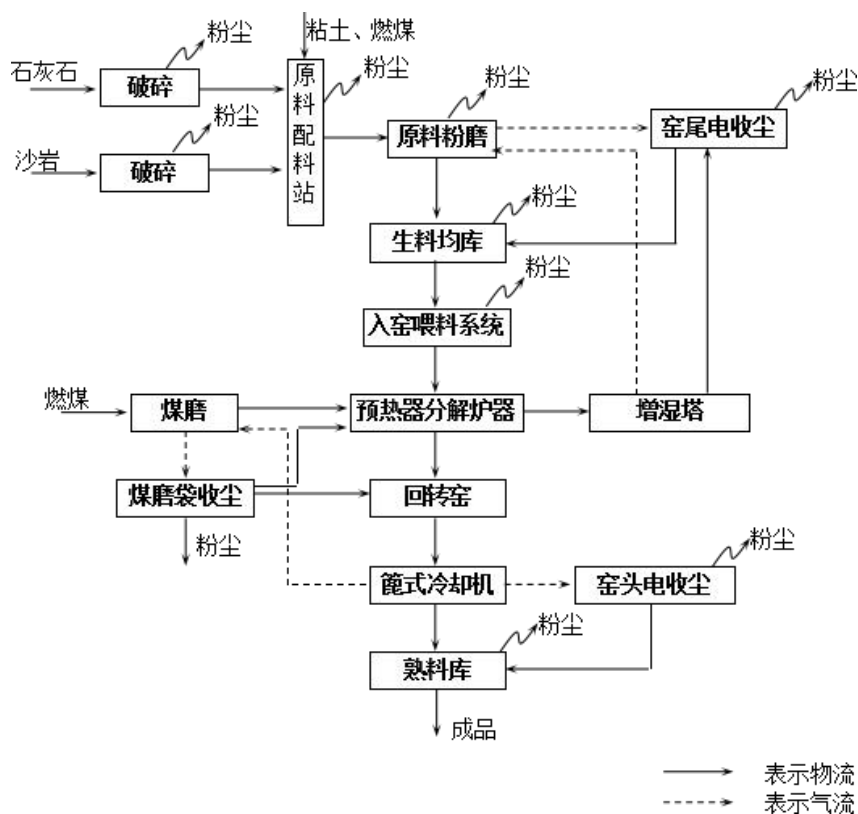 粉尘
粘土、燃煤
石灰石
破碎
粉尘
原料配料站
粉尘
粉尘
粉尘
原料粉磨
窑尾电收尘
沙岩
破碎
粉尘
生料均库
粉尘
入窑喂料系统
燃煤
煤磨
预热器分解炉器
增湿塔
煤磨袋收尘
回转窑
粉尘
粉尘
篦式冷却机
窑头电收尘
粉尘
熟料库
成品
表示物流
表示气流